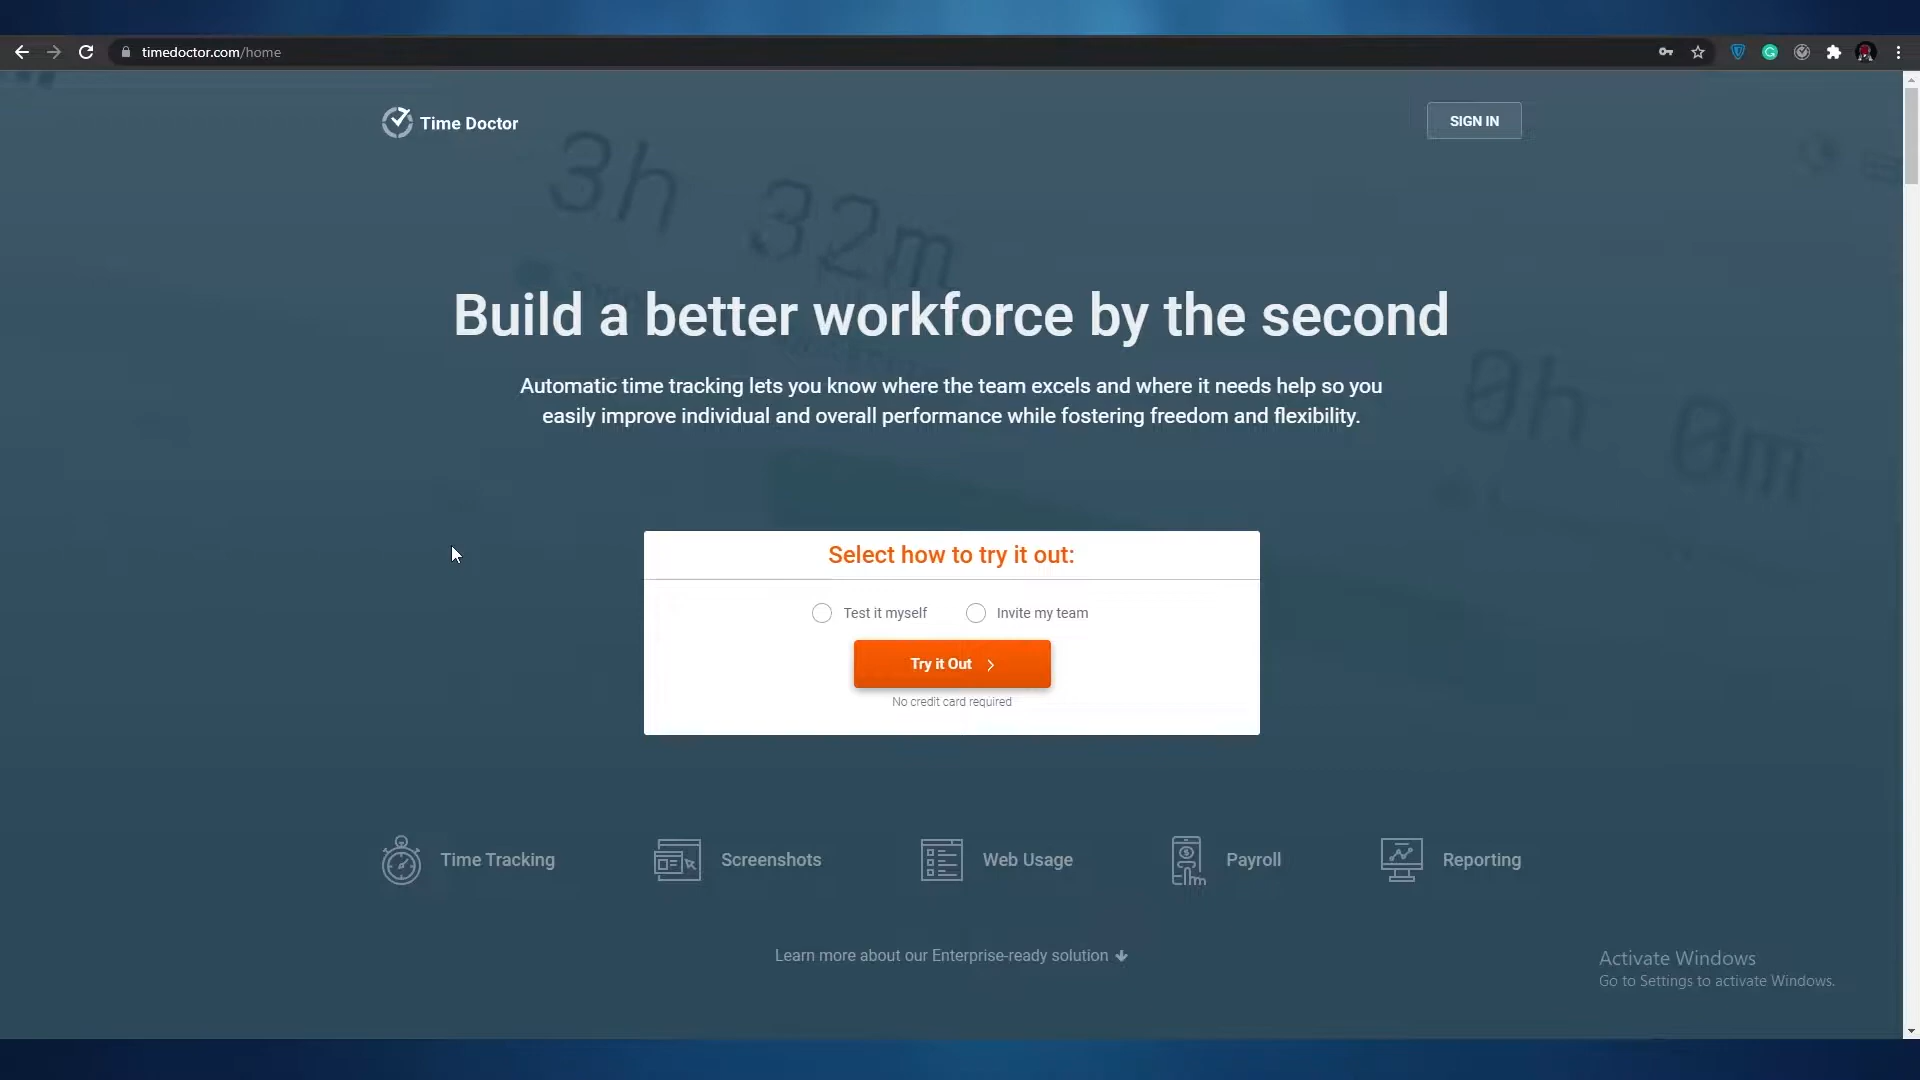 timedoctor.com/home
Time Doctor
SIGN IN
3h 32m
Build a better workforce by the second
Automatic time tracking lets you know where the team excels and where it needs help so you
easily improve individual and overall performance while fostering freedom and flexibility.
0h 0m
Select how to try it out:
Test it myself
Invite my team
Try it Out
No credit card required
Time Tracking
Screenshots
Web Usage
Payroll
Reporting
Learn more about our Enterprise-ready solution
Activate Windows
Go to Settings to activate Windows.